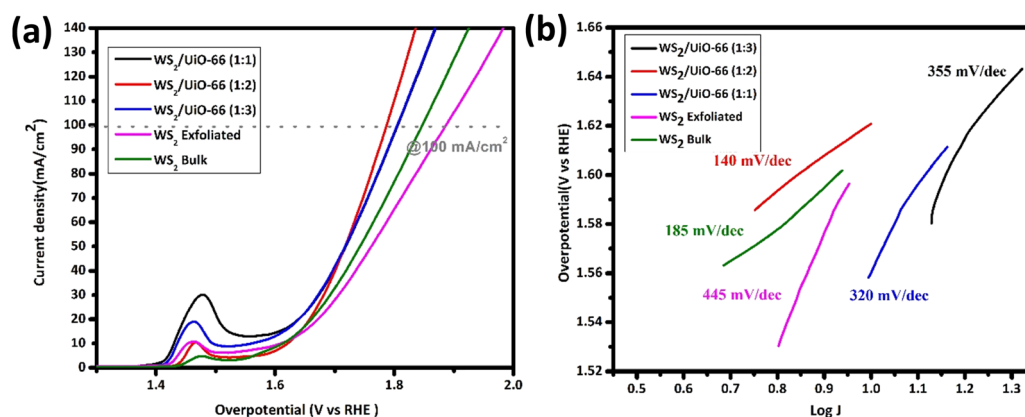 (a)
140
130
120
110
100
90
80
70
60
50
40
30
20
10
0
Current density(mA/cm²)
WS₂/UiO-66 (1:1)
WS₂/UiO-66 (1:2)
WS₂/UiO-66 (1:3)
WS₂ Exfoliated
WS₂ Bulk
@100 mA/cm²
1.4 1.6 1.8 2.0
Overpotential (V vs RHE )
(b)
1.66
1.64
1.62
1.60
1.58
1.56
1.54
1.52
Overpotential(V vs RHE)
WS₂/UiO-66 (1:3)
WS₂/UiO-66 (1:2)
WS₂/UiO-66 (1:1)
WS₂ Exfoliated
WS₂ Bulk
355 mV/dec
140 mV/dec
185 mV/dcc
445 mV/dec
320 mV/dec
0.5 0.6 0.7 0.8 0.9 1.0 1.1 1.2 1.3
Log J